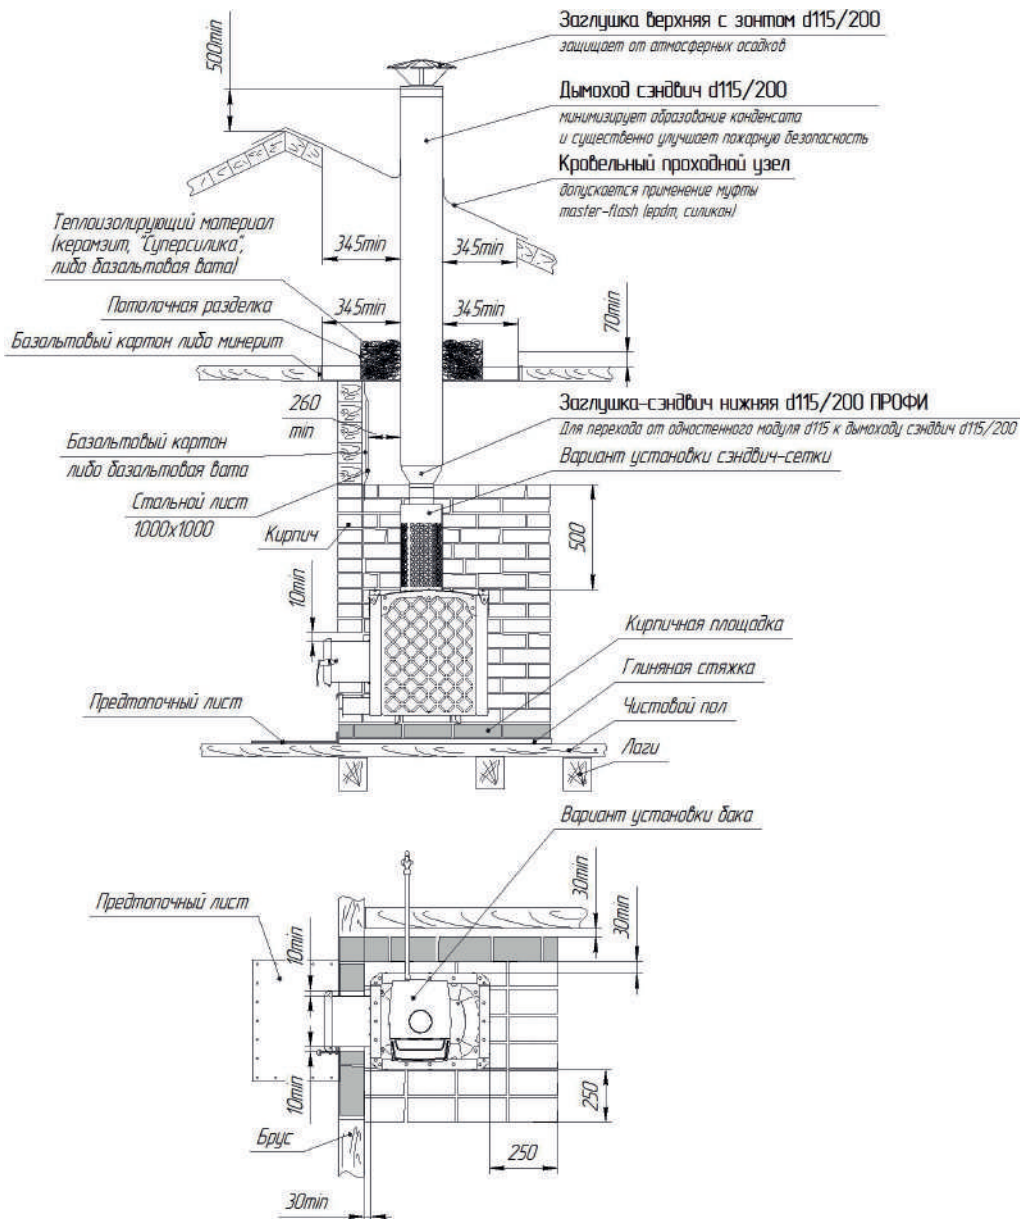 Заглушка верхняя с зонтом d115/200
защищает от атмосферных осадков
500min
Дымоход сэндвич d115/200
минимизирует образование конденсата
и существенно улучшает пожарную безопасность
Кровельный проходной узел
допускается применение муфты
master-flash (epdm, силикон)
Теплоизолирующий материал
(керамзит, "Суперсилика",
либо базальтовая вата)
345min
345min
Потолочная разделка
345min
345min
70min
Базальтовый картон либо минерит
260
min
Заглушка-сэндвич нижняя d115/200 ПРОФИ
Для перехода от одностенного модуля d115 к дымоходу сэндвич d115/200
Базальтовый картон
либо базальтовая вата
Вариант установки сэндвич-сетки
Стальной лист
1000х1000
Кирпич
500
10min
Кирпичная площадка
Глиняная стяжка
Предтопочный лист
Чистовой пол
Лаги
Вариант установки бака
30min
30min
Предтопочный лист
10min
10min
250
Брус
250
30min